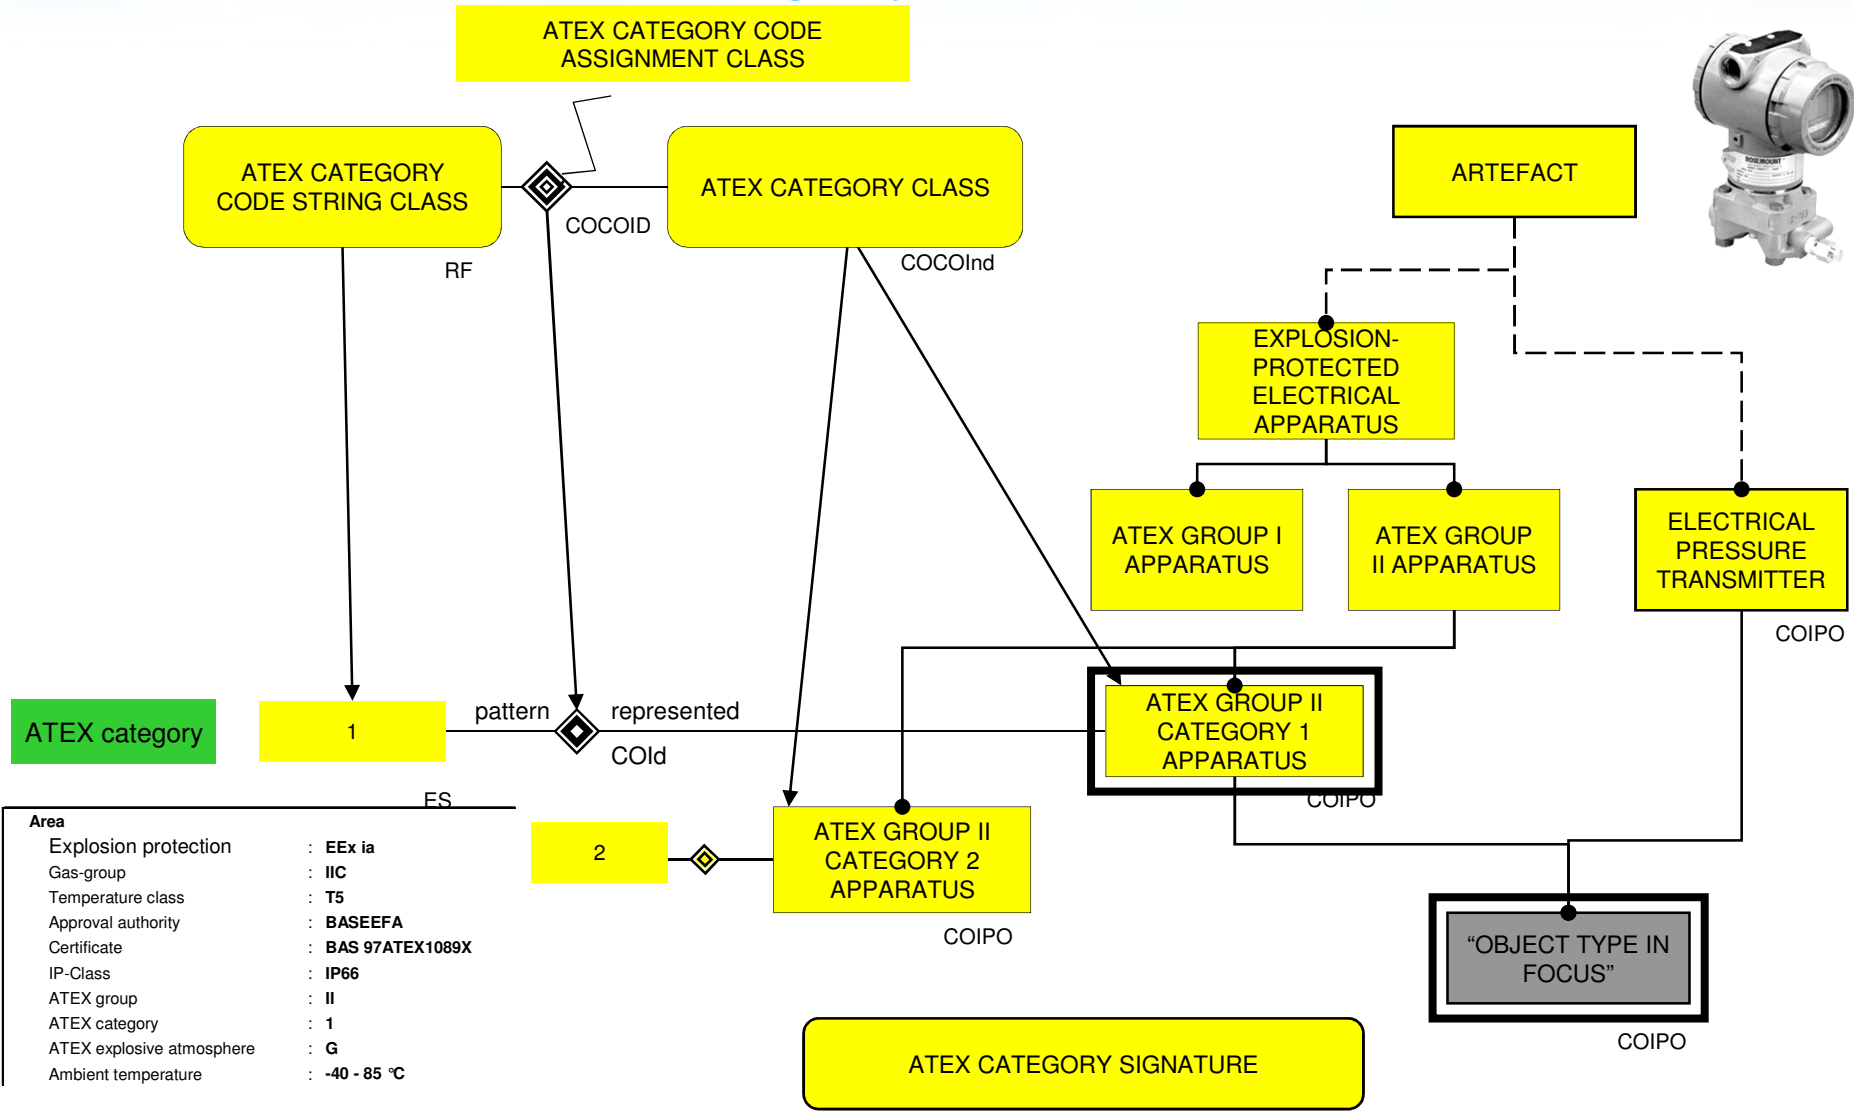 ATEX CATEGORY CODE
ASSIGNMENT CLASS
ATEX CATEGORY
CODE STRING CLASS
RF
COCOID
ATEX CATEGORY CLASS
COCOInd
ARTEFACT
ROSEMOUNT
EXPLOSION-
PROTECTED
ELECTRICAL
APPARATUS
ATEX GROUP I
APPARATUS
ATEX GROUP
II APPARATUS
ELECTRICAL
PRESSURE
TRANSMITTER
COIPO
ATEX category
1
ES
pattern
represented
COId
ATEX GROUP II
CATEGORY 1
APPARATUS
COIPO
2
ATEX GROUP II
CATEGORY 2
APPARATUS
COIPO
“OBJECT TYPE IN
FOCUS”
COIPO
Area
Explosion protection : EEx ia
Gas-group : IIC
Temperature class : T5
Approval authority : BASEEFA
Certificate : BAS 97ATEX1089X
IP-Class : IP66
ATEX group : II
ATEX category : 1
ATEX explosive atmosphere : G
Ambient temperature : -40 - 85 °C
ATEX CATEGORY SIGNATURE